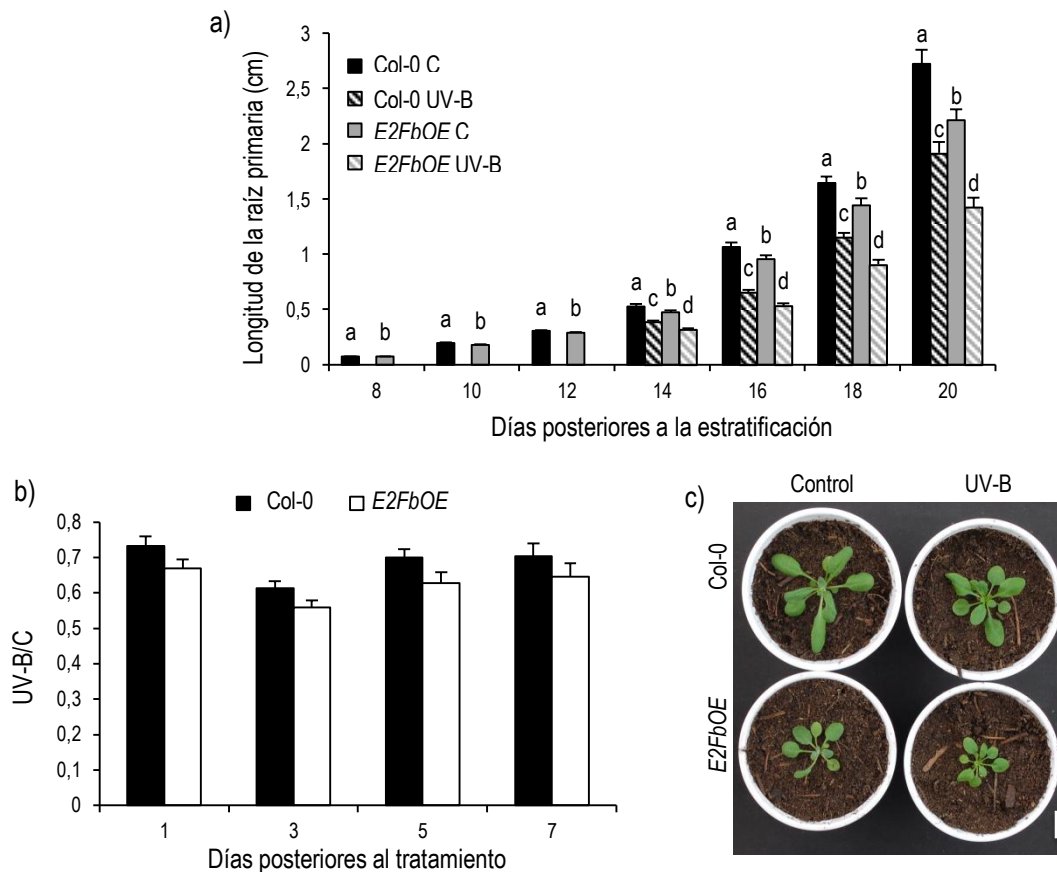 a)
Longitud de la raíz primaria (cm)
3
2,5
2
1,5
1
0,5
0
Col-0 C
Col-0 UV-B
E2FbOE C
E2FbOE UV-B
a b
a b
a b
a c b d
a c b d
a c b d
a c b d
8 10 12 14 16 18 20
Días posteriores a la estratificación
b)
Col-0 E2FbOE
UV-B/C
0,8
0,7
0,6
0,5
0,4
0,3
0,2
0,1
0
1 3 5 7
Días posteriores al tratamiento
c)
Control UV-B
Col-0
E2FbOE